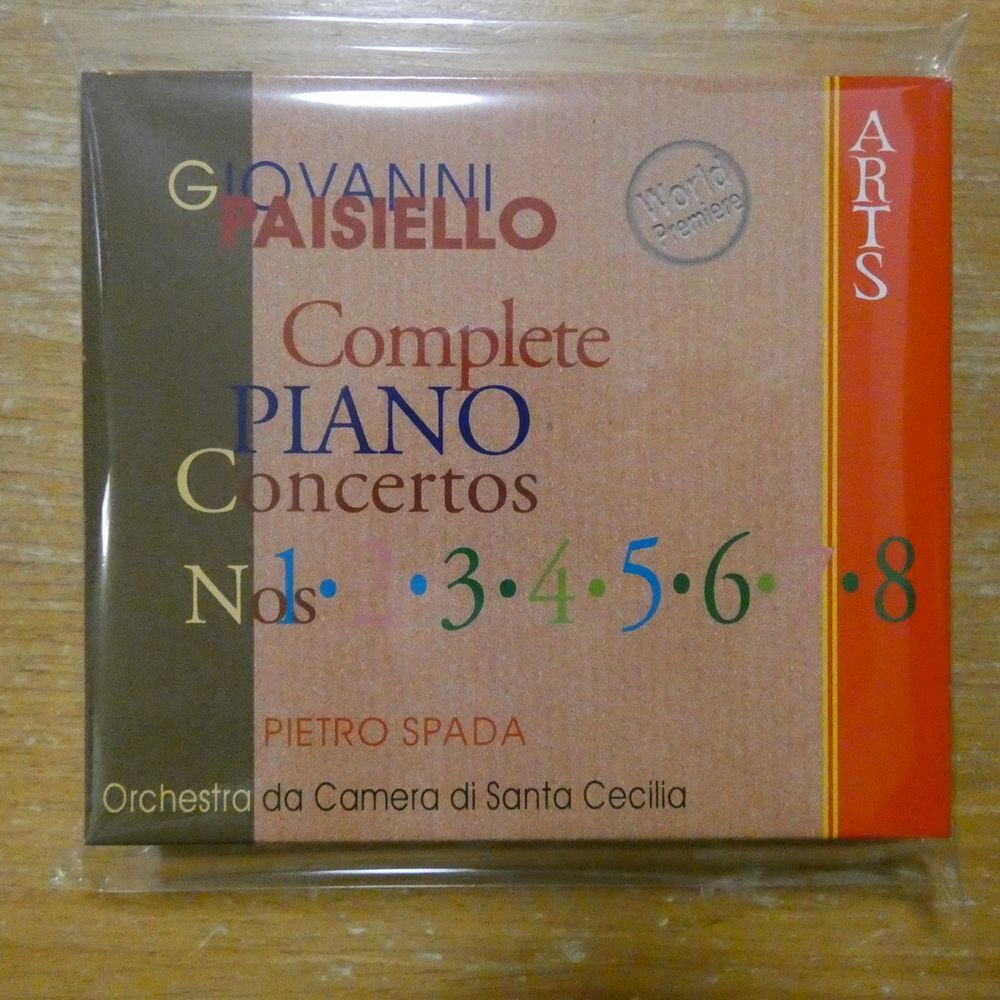 GIOVANNI
PAISIELLO
World
Premiere
ARTS
Complete
PIANO
Concertos
Nos 1 • 2 • 3 • 4 • 5 • 6 • 7 • 8
PIETRO SPADA
Orchestra da Camera di Santa Cecilia